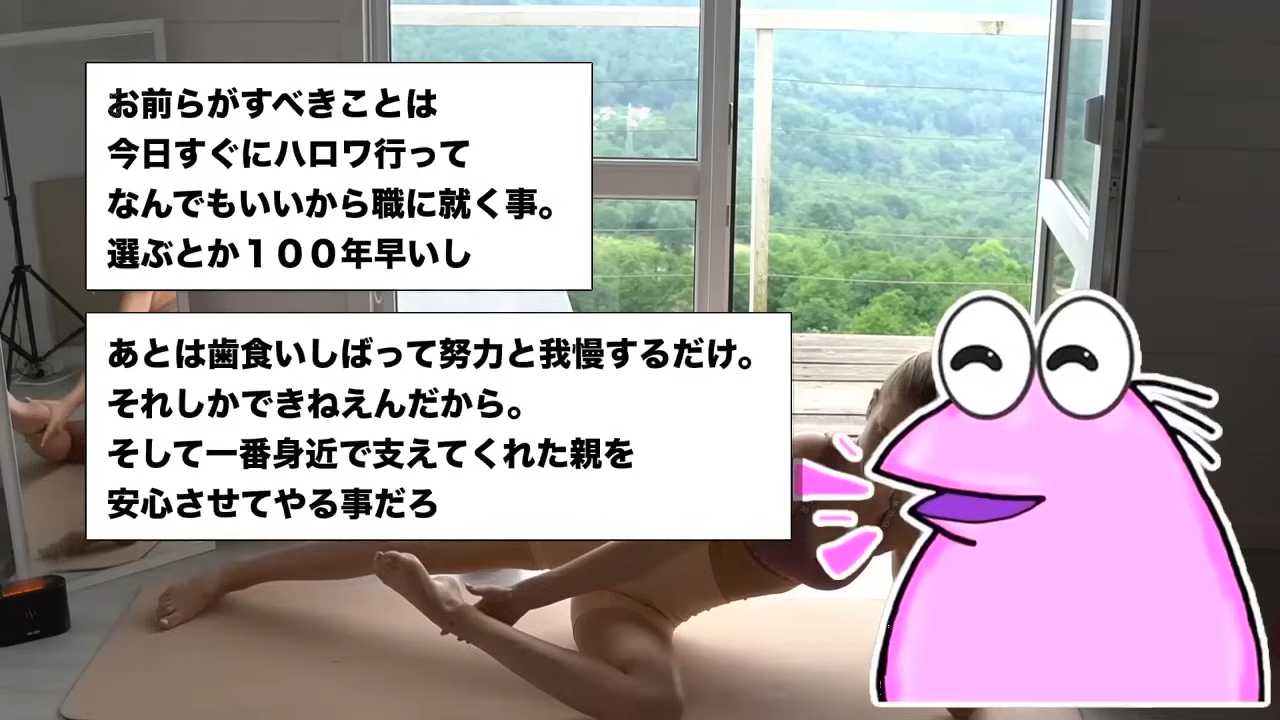 お前らがすべきことは
今日すぐにハロワ行って
なんでもいいから職に就く事。
選ぶとか１００年早いし
あとは歯食いしばって努力と我慢するだけ。
それしかできねえんだから。
そして一番身近で支えてくれた親を
安心させてやる事だろ